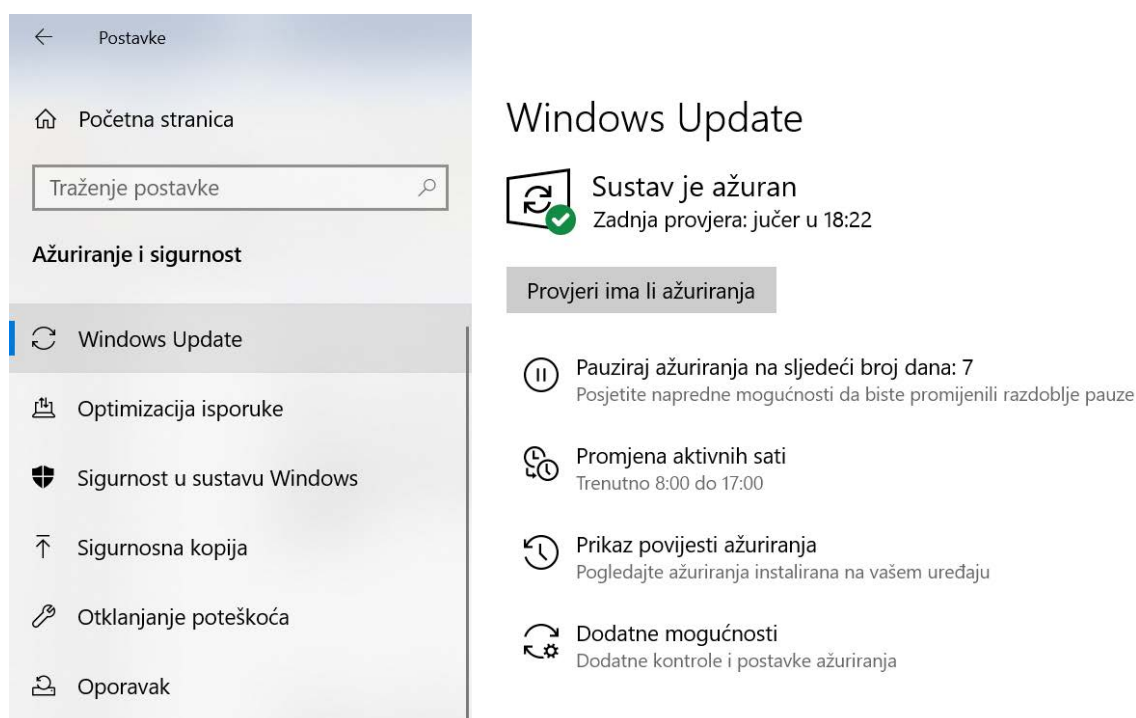 Postavke
Početna stranica
Traženje postavke
Ažuriranje i sigurnost
Windows Update
Optimizacija isporuke
Sigurnost u sustavu Windows
Sigurnosna kopija
Otklanjanje poteškoća
Oporavak
Windows Update
Sustav je ažuran
Zadnja provjera: jučer u 18:22
Provjeri ima li ažuriranja
Pauziraj ažuriranja na sljedeći broj dana: 7
Posjetite napredne mogućnosti da biste promijenili razdoblje pauze
Promjena aktivnih sati
Trenutno 8:00 do 17:00
Prikaz povijesti ažuriranja
Pogledajte ažuriranja instalirana na vašem uređaju
Dodatne mogućnosti
Dodatne kontrole i postavke ažuriranja